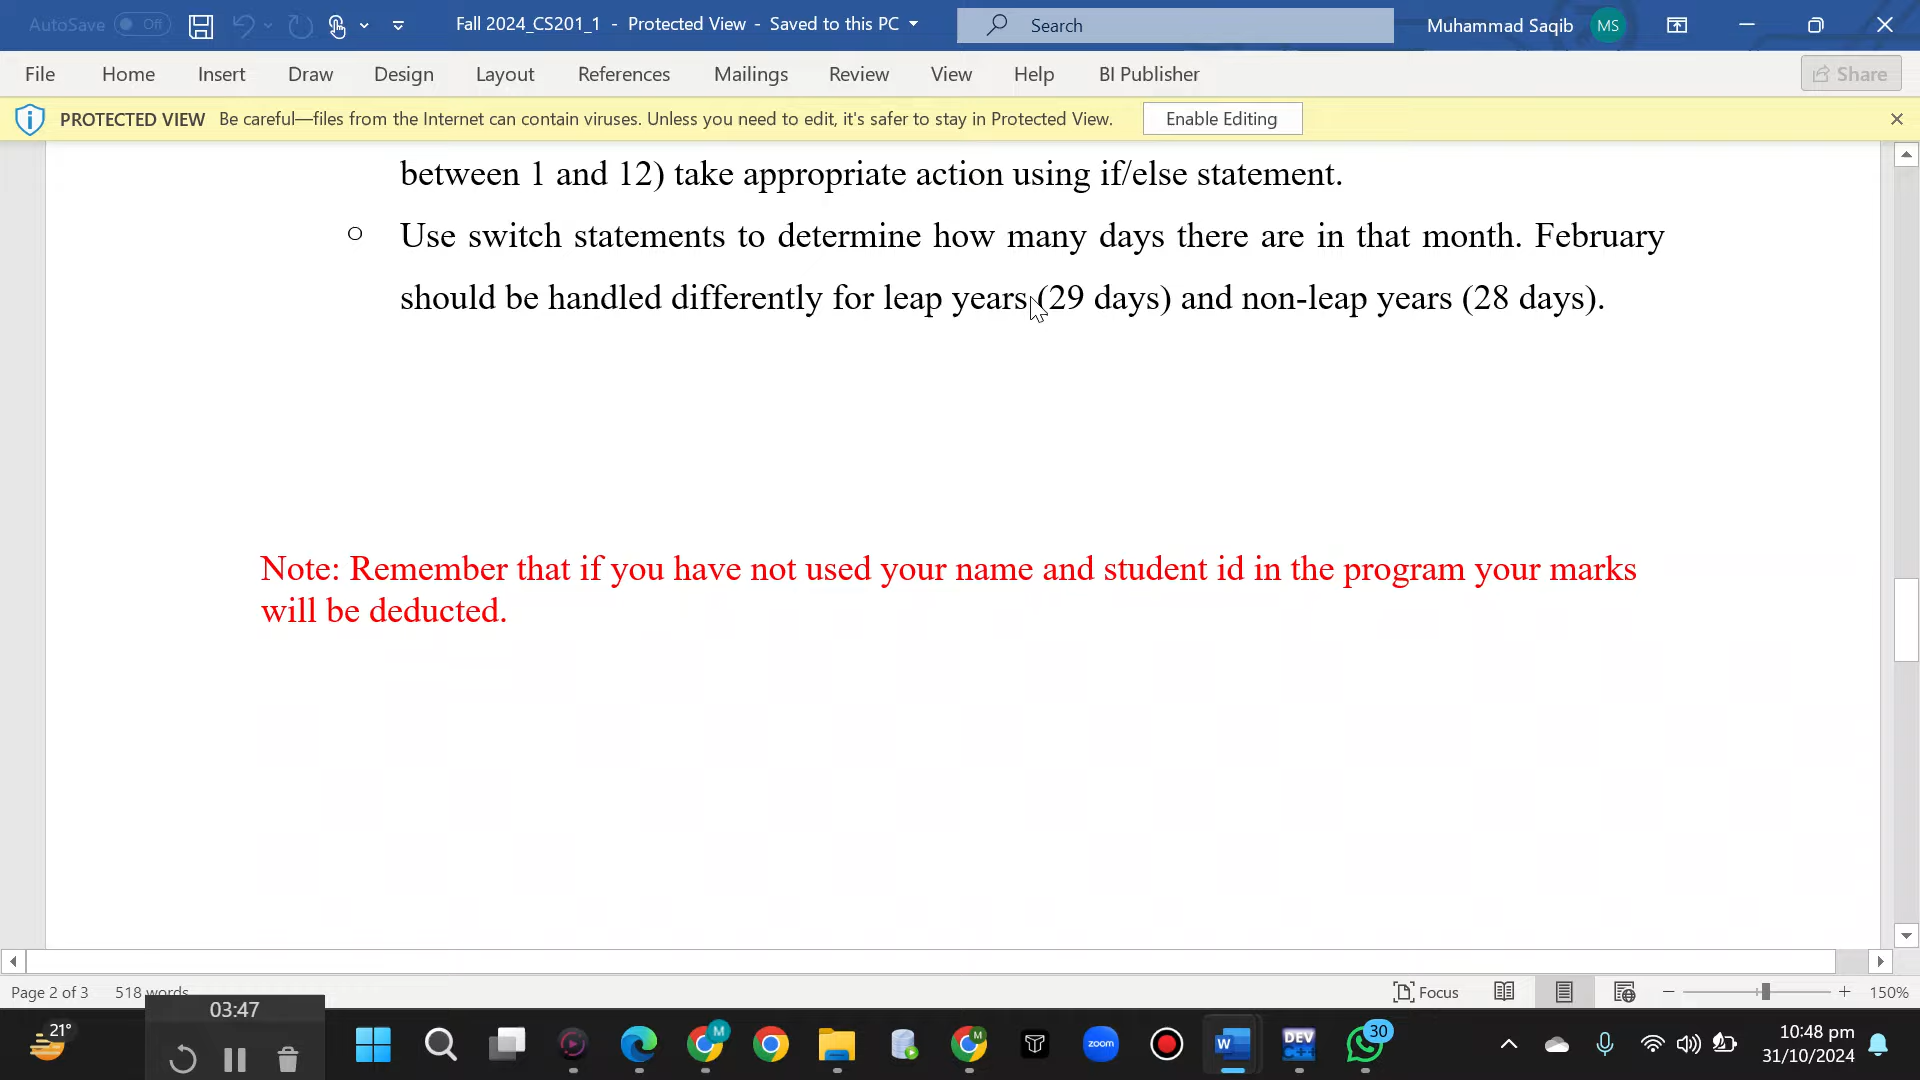 AutoSave Off Fall 2024_CS201_1 - Protected View - Saved to this PC Search Muhammad Saqib MS
File Home Insert Draw Design Layout References Mailings Review View Help BI Publisher Share
PROTECTED VIEW Be careful—files from the Internet can contain viruses. Unless you need to edit, it's safer to stay in Protected View. Enable Editing
between 1 and 12) take appropriate action using if/else statement.
Use switch statements to determine how many days there are in that month. February
should be handled differently for leap years (29 days) and non-leap years (28 days).
Note: Remember that if you have not used your name and student id in the program your marks
will be deducted.
Page 2 of 3 518 words Focus 150%
03:47
21° M M zoom W DEV C++ 30 10:48 pm
31/10/2024